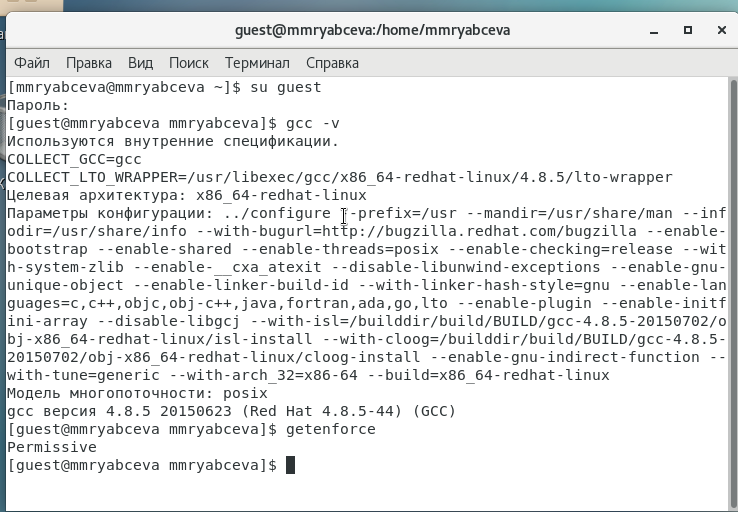 guest@mmryabceva:/home/mmryabceva
Файл Правка Вид Поиск Терминал Справка
[mmryabceva@mmryabceva ~]$ su guest
Пароль:
[guest@mmryabceva mmryabceva]$ gcc -v
Используются внутренние спецификации.
COLLECT_GCC=gcc
COLLECT_LTO_WRAPPER=/usr/libexec/gcc/x86_64-redhat-linux/4.8.5/lto-wrapper
Целевая архитектура: x86_64-redhat-linux
Параметры конфигурации: ../configure --prefix=/usr --mandir=/usr/share/man --inf
odir=/usr/share/info --with-bugurl=http://bugzilla.redhat.com/bugzilla --enable-
bootstrap --enable-shared --enable-threads=posix --enable-checking=release --wit
h-system-zlib --enable-__cxa_atexit --disable-libunwind-exceptions --enable-gnu-
unique-object --enable-linker-build-id --with-linker-hash-style=gnu --enable-lan
guages=c,c++,objc,obj-c++,java,fortran,ada,go,lto --enable-plugin --enable-initf
ini-array --disable-libgcj --with-isl=/builddir/build/BUILD/gcc-4.8.5-20150702/o
bj-x86_64-redhat-linux/isl-install --with-cloog=/builddir/build/BUILD/gcc-4.8.5-
20150702/obj-x86_64-redhat-linux/cloog-install --enable-gnu-indirect-function --
with-tune=generic --with-arch_32=x86-64 --build=x86_64-redhat-linux
Модель многопоточности: posix
gcc версия 4.8.5 20150623 (Red Hat 4.8.5-44) (GCC)
[guest@mmryabceva mmryabceva]$ getenforce
Permissive
[guest@mmryabceva mmryabceva]$